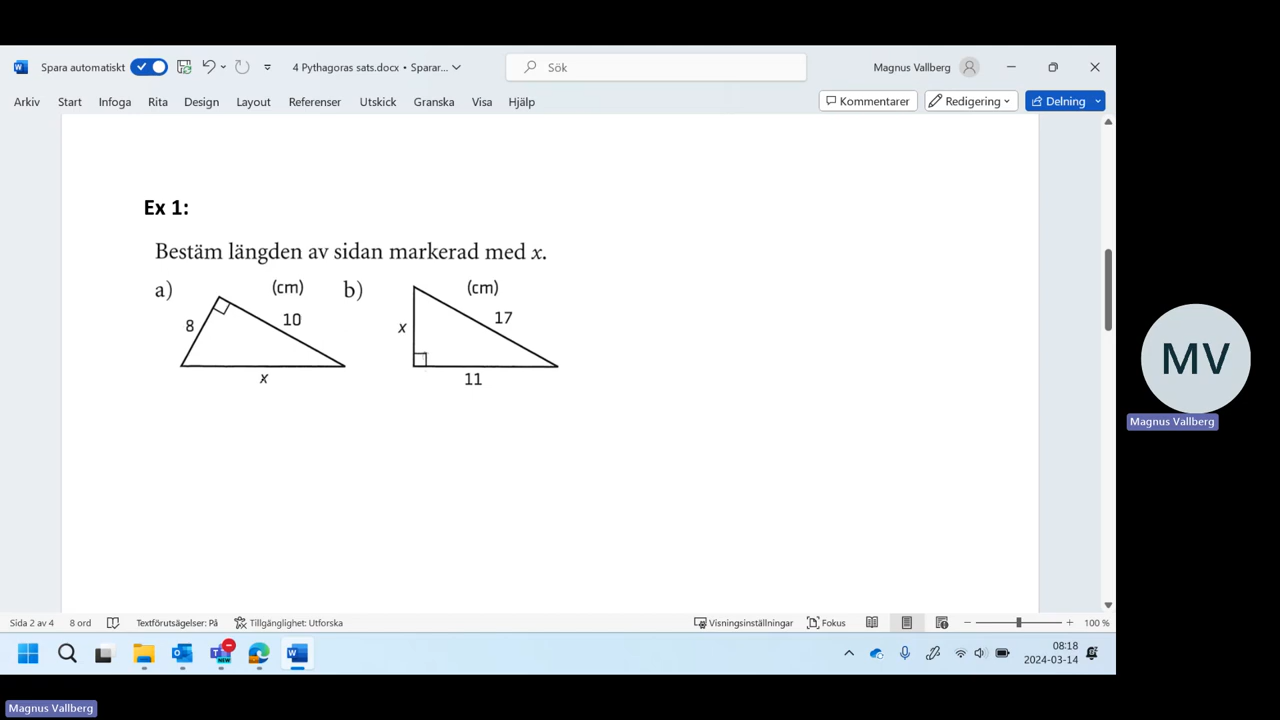 Spara automatiskt
4 Pythagoras sats.docx • Sparar...
Sök
Magnus Vallberg
Arkiv Start Infoga Rita Design Layout Referenser Utskick Granska Visa Hjälp
Kommentarer Redigering Delning
Ex 1:
Bestäm längden av sidan markerad med x.
a) (cm) b) (cm)
8 10 x 17
x 11
MV
Magnus Vallberg
Sida 2 av 4 8 ord Textförutsägelser: På Tillgänglighet: Utforska Visningsinställningar Fokus 100 %
NEW
08:18
2024-03-14
Magnus Vallberg